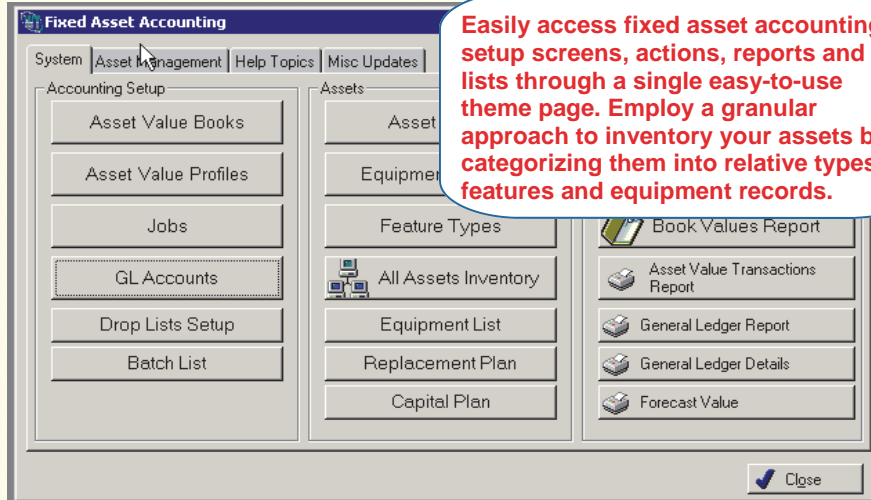 Fixed Asset Accounting
Easily access fixed asset accounting
setup screens, actions, reports and
lists through a single easy-to-use
theme page. Employ a granular
approach to inventory your assets
categorizing them into relative types
features and equipment records.
System
Asset Management
Help Topics
Misc Updates
Accounting Setup
Asset Value Books
Asset Value Profiles
Jobs
GL Accounts
Drop Lists Setup
Batch List
Assets
Asset
Feature Types
All Assets Inventory
Equipment List
Replacement Plan
Capital Plan
Book Values Report
Asset Value Transactions
Report
General Ledger Report
General Ledger Details
Forecast Value
Close